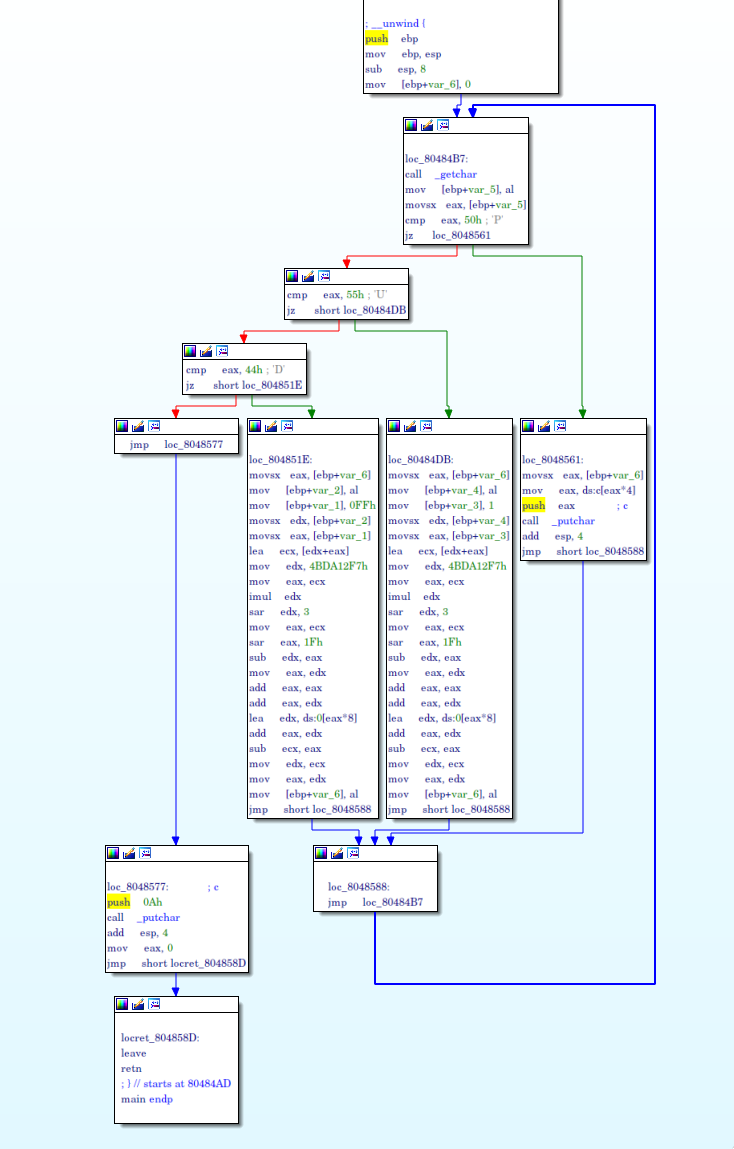 ; __unwind {
push ebp
mov ebp, esp
sub esp, 8
mov [ebp+var_6], 0
loc_80484B7:
call _getchar
mov [ebp+var_5], al
movsx eax, [ebp+var_5]
cmp eax, 50h ; 'P'
jz loc_8048561
cmp eax, 55h ; 'U'
jz short loc_80484DB
cmp eax, 44h ; 'D'
jz short loc_804851E
jmp loc_8048577
loc_804851E:
movsx eax, [ebp+var_6]
mov [ebp+var_2], al
mov [ebp+var_1], 0FFh
movsx edx, [ebp+var_2]
movsx eax, [ebp+var_1]
lea ecx, [edx+eax]
mov edx, 4BDA12F7h
mov eax, ecx
imul edx
sar edx, 3
mov eax, ecx
sar eax, 1Fh
sub edx, eax
mov eax, edx
add eax, eax
add eax, edx
lea edx, ds:0[eax*8]
add eax, edx
sub ecx, eax
mov edx, ecx
mov eax, edx
mov [ebp+var_6], al
jmp short loc_8048588
loc_80484DB:
movsx eax, [ebp+var_6]
mov [ebp+var_4], al
mov [ebp+var_3], 1
movsx edx, [ebp+var_4]
movsx eax, [ebp+var_3]
lea ecx, [edx+eax]
mov edx, 4BDA12F7h
mov eax, ecx
imul edx
sar edx, 3
mov eax, ecx
sar eax, 1Fh
sub edx, eax
mov eax, edx
add eax, eax
add eax, edx
lea edx, ds:0[eax*8]
add eax, edx
sub ecx, eax
mov edx, ecx
mov eax, edx
mov [ebp+var_6], al
jmp short loc_8048588
loc_8048561:
movsx eax, [ebp+var_6]
mov eax, ds:c[eax*4]
push eax ; c
call _putchar
add esp, 4
jmp short loc_8048588
loc_8048577: ; c
push 0Ah
call _putchar
add esp, 4
mov eax, 0
jmp short locret_804858D
loc_8048588:
jmp loc_80484B7
locret_804858D:
leave
retn
; } // starts at 80484AD
main endp